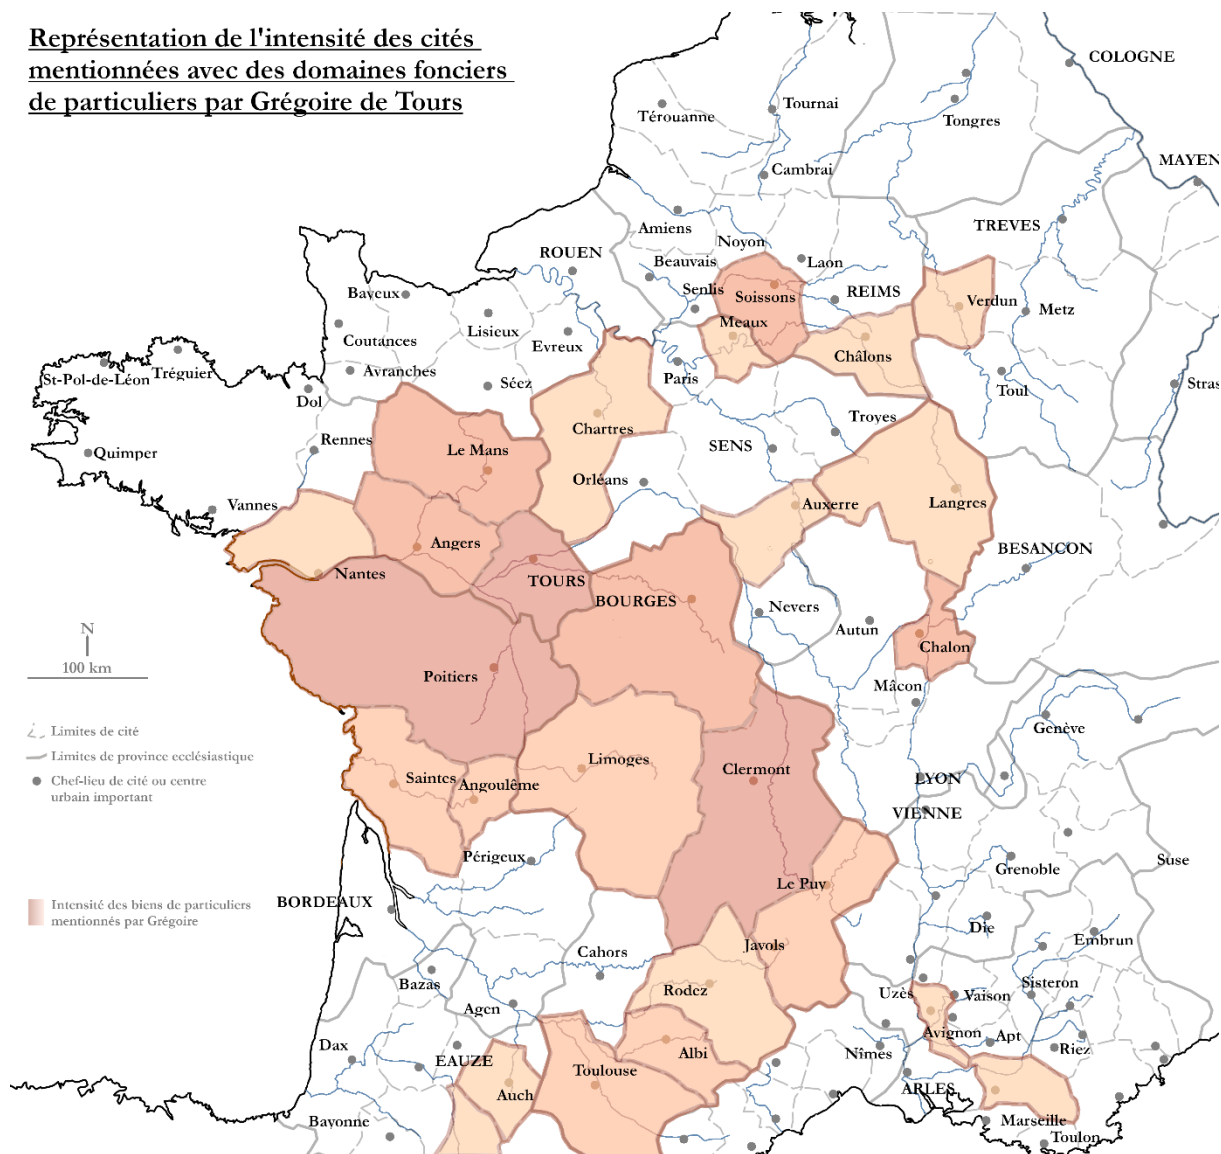 Représentation de l'intensité des cités
mentionnées avec des domaines fonciers
de particuliers par Grégoire de Tours
COLOGNE
Tournai
Térouanne
Tongres
MAYEN
Cambrai
TREVES
Amiens
Noyon
ROUEN
Beauvais
Laon
Senlis
Soissons
REIMS
Bayeux
Verdun
Metz
Lisieux
Meaux
Coutances
Evreux
Châlons
St-Pol-de-Léon
Tréguier
Avranches
Séez
Paris
Toul
Stras
Dol
Troyes
Chartres
Rennes
Quimper
Le Mans
SENS
Orléans
Vannes
Auxerre
Langres
Angers
BESANCON
Nantes
TOURS
BOURGES
Nevers
Autun
Chalon
N
100 km
Poitiers
Mâcon
Genève
Limites de cité
Limites de province ecclésiastique
Chef-lieu de cité ou centre
urbain important
Saintes
Angoulême
Limoges
Clermont
LYON
VIENNE
Périgeux
Grenoble
Suse
Le Puy
Intensité des biens de particuliers
mentionnés par Grégoire
BORDEAUX
Die
Embrun
Cahors
Javols
Bazas
Rodez
Uzès
Vaison
Sisteron
Agen
Avignon
Apt
Riez
Dax
EAUZE
Albi
Nîmes
Toulouse
Auch
ARLES
Bayonne
Marseille
Toulon